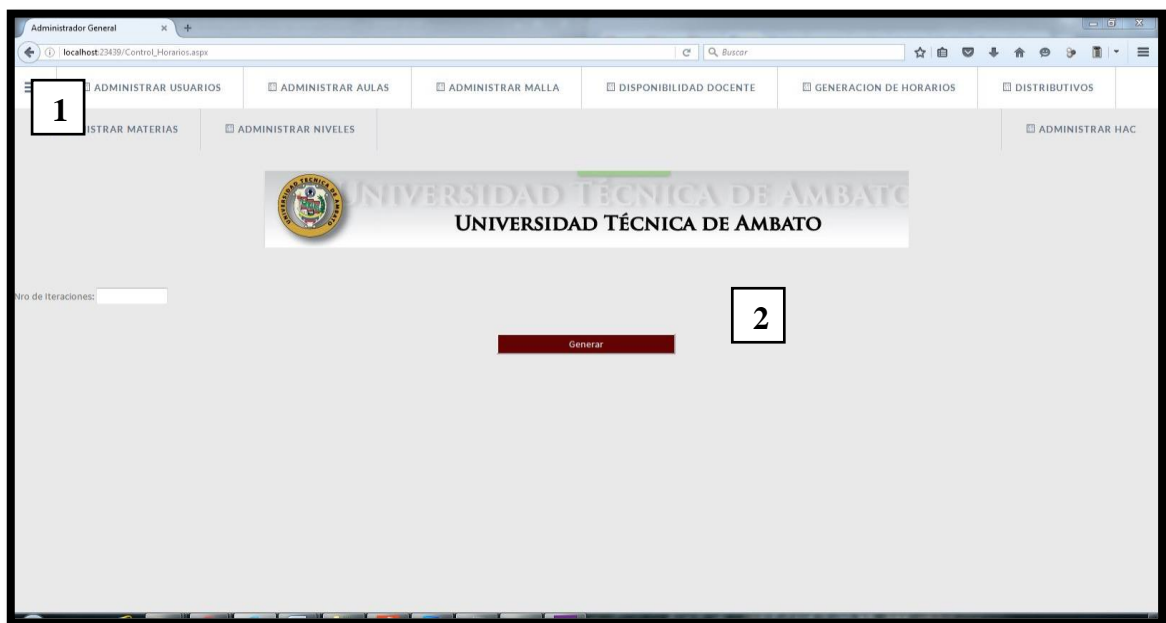 Administrador General
localhost:23439/Control_Horarios.aspx
Buscar
ADMINISTRAR USUARIOS
ADMINISTRAR AULAS
ADMINISTRAR MALLA
DISPONIBILIDAD DOCENTE
GENERACION DE HORARIOS
DISTRIBUTIVOS
1
ISTRAR MATERIAS
ADMINISTRAR NIVELES
ADMINISTRAR HAC
UNIVERSIDAD TÉCNICA DE AMBATO
UNIVERSIDAD TÉCNICA DE AMBATO
Nro de Iteraciones:
2
Generar